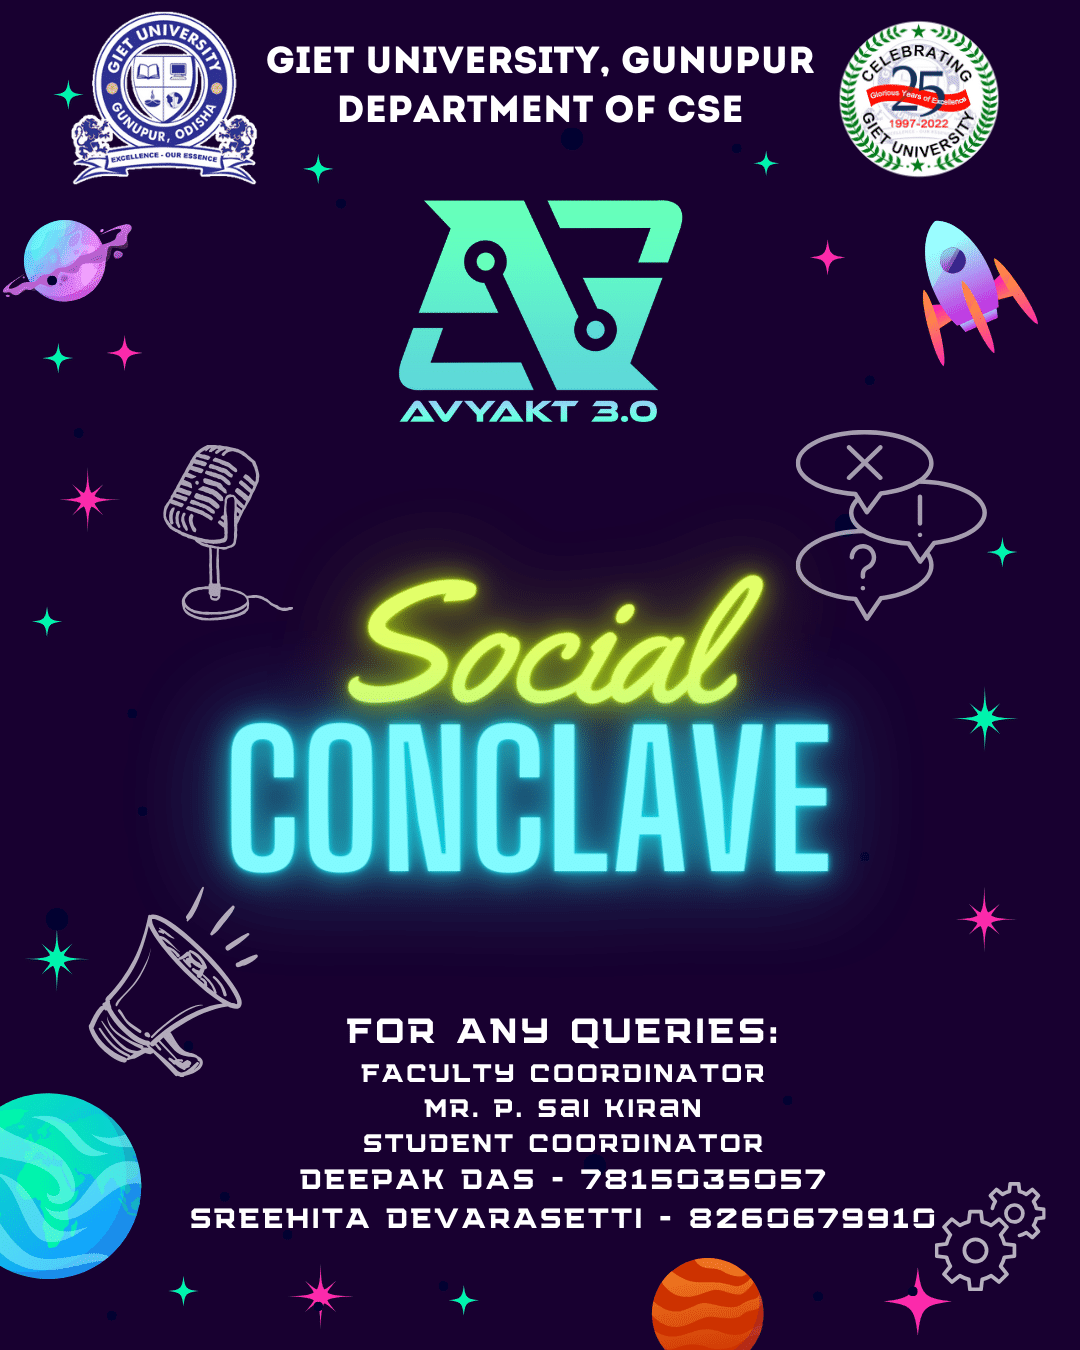 GIET UNIVERSITY, GUNUPUR
DEPARTMENT OF CSE
GIET UNIVERSITY
GUNUPUR, ODISHA
EXCELLENCE - OUR ESSENCE
CELEBRATING
25
Glorious Years of Excellence
1997-2022
GIET UNIVERSITY
AVYAKT 3.0
Social
CONCLAVE
FOR ANY QUERIES:
FACULTY COORDINATOR
MR. P. SAI KIRAN
STUDENT COORDINATOR
DEEPAK DAS - 7815035057
SREEHITA DEVARASETTI - 8260679910